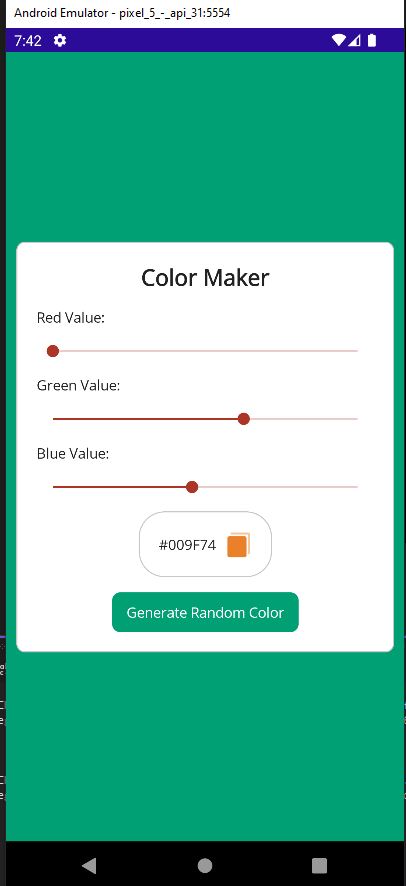 Android Emulator - pixel_5_-_api_31:5554
7:42
Color Maker
Red Value:
Green Value:
Blue Value:
#009F74
Generate Random Color